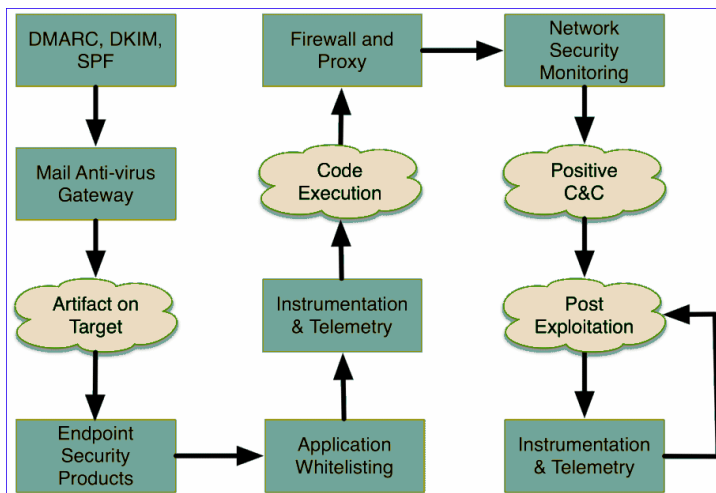 DMARC, DKIM,
SPF
Mail Anti-virus
Gateway
Artifact on
Target
Endpoint
Security
Products
Application
Whitelisting
Instrumentation
& Telemetry
Code
Execution
Firewall and
Proxy
Network
Security
Monitoring
Positive
C&C
Post
Exploitation
Instrumentation
& Telemetry